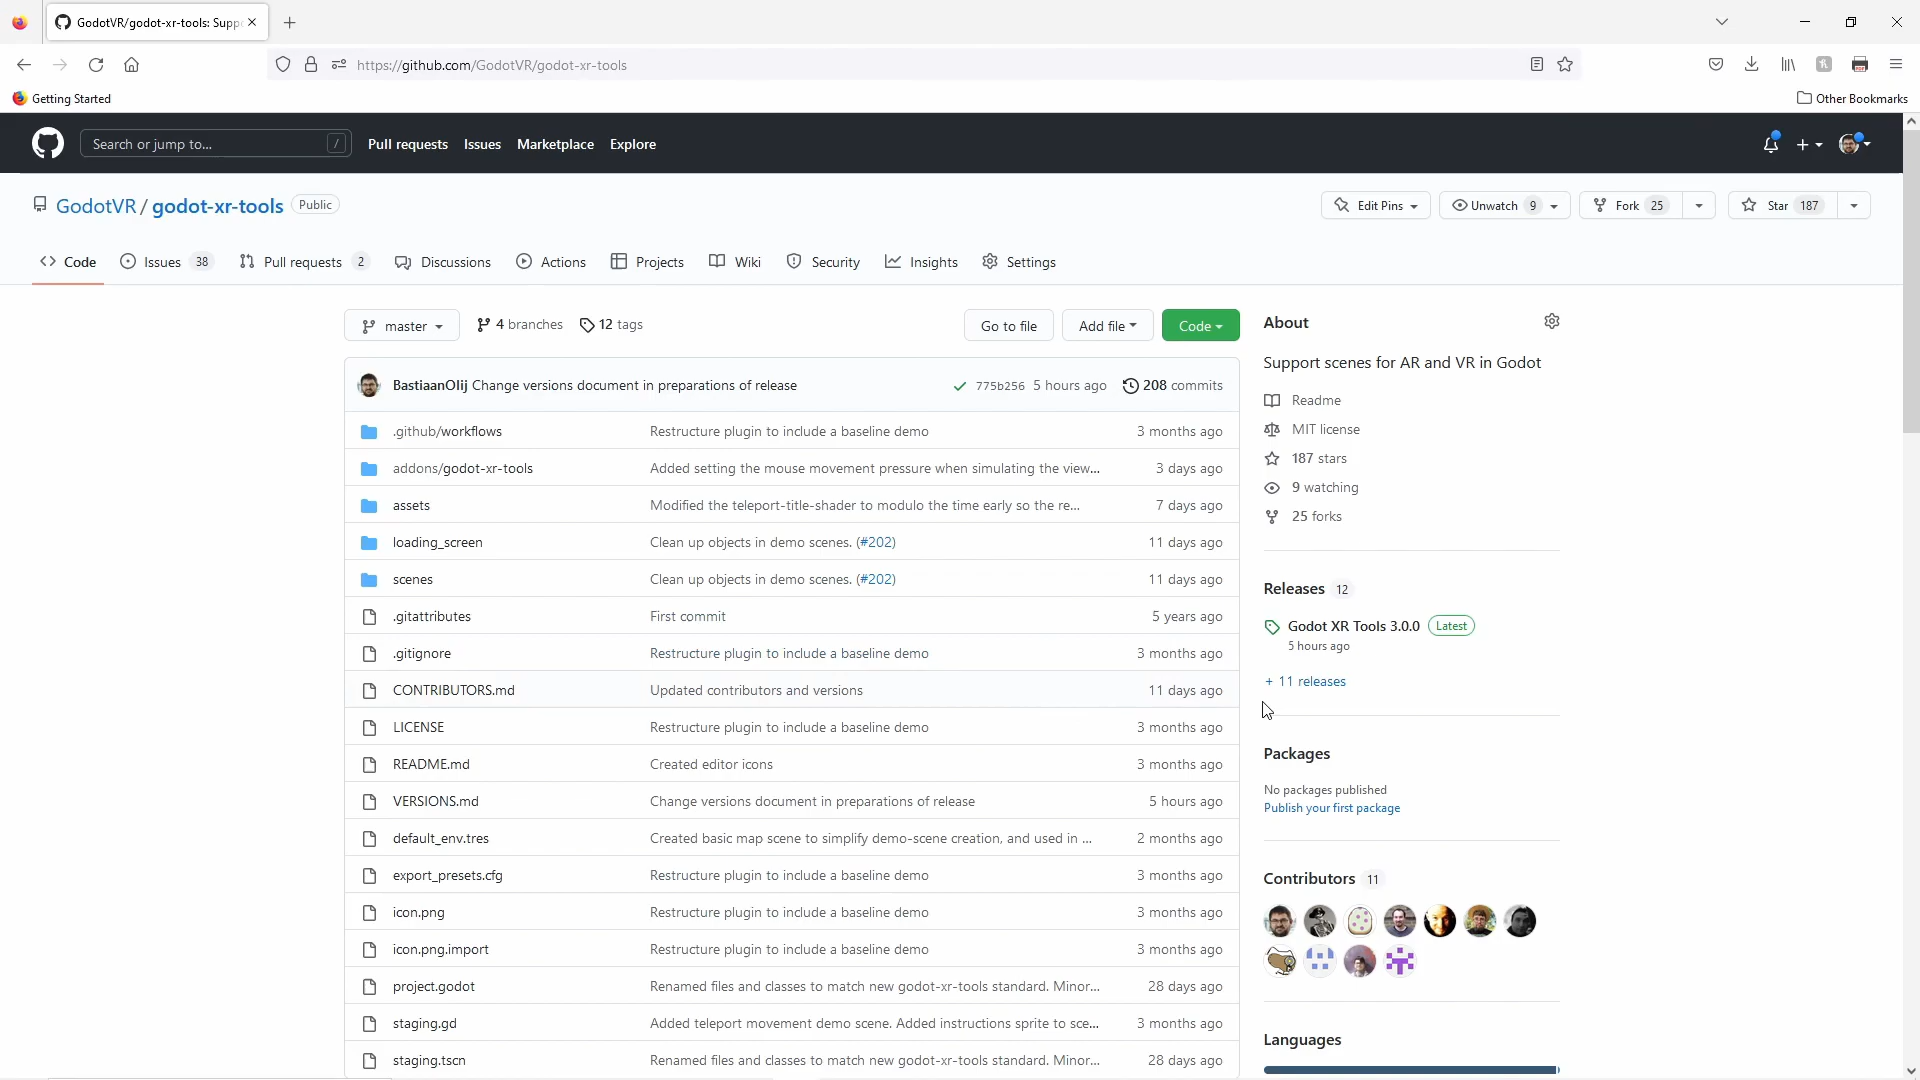 GodotVR/godot-xr-tools: Supp
https://github.com/GodotVR/godot-xr-tools
Getting Started
Other Bookmarks
Search or jump to... /
Pull requests Issues Marketplace Explore
GodotVR / godot-xr-tools Public
Edit Pins Unwatch 9 Fork 25 Star 187
Code Issues 38 Pull requests 2 Discussions Actions Projects Wiki Security Insights Settings
master 4 branches 12 tags Go to file Add file Code
BastiaanOlij Change versions document in preparations of release 775b256 5 hours ago 208 commits
.github/workflows Restructure plugin to include a baseline demo 3 months ago
addons/godot-xr-tools Added setting the mouse movement pressure when simulating the view... 3 days ago
assets Modified the teleport-title-shader to modulo the time early so the re... 7 days ago
loading_screen Clean up objects in demo scenes. (#202) 11 days ago
scenes Clean up objects in demo scenes. (#202) 11 days ago
.gitattributes First commit 5 years ago
.gitignore Restructure plugin to include a baseline demo 3 months ago
CONTRIBUTORS.md Updated contributors and versions 11 days ago
LICENSE Restructure plugin to include a baseline demo 3 months ago
README.md Created editor icons 3 months ago
VERSIONS.md Change versions document in preparations of release 5 hours ago
default_env.tres Created basic map scene to simplify demo-scene creation, and used in ... 2 months ago
export_presets.cfg Restructure plugin to include a baseline demo 3 months ago
icon.png Restructure plugin to include a baseline demo 3 months ago
icon.png.import Restructure plugin to include a baseline demo 3 months ago
project.godot Renamed files and classes to match new godot-xr-tools standard. Minor... 28 days ago
staging.gd Added teleport movement demo scene. Added instructions sprite to sce... 3 months ago
staging.tscn Renamed files and classes to match new godot-xr-tools standard. Minor... 28 days ago
About
Support scenes for AR and VR in Godot
Readme
MIT license
187 stars
9 watching
25 forks
Releases 12
Godot XR Tools 3.0.0 Latest
5 hours ago
+ 11 releases
Packages
No packages published
Publish your first package
Contributors 11
Languages